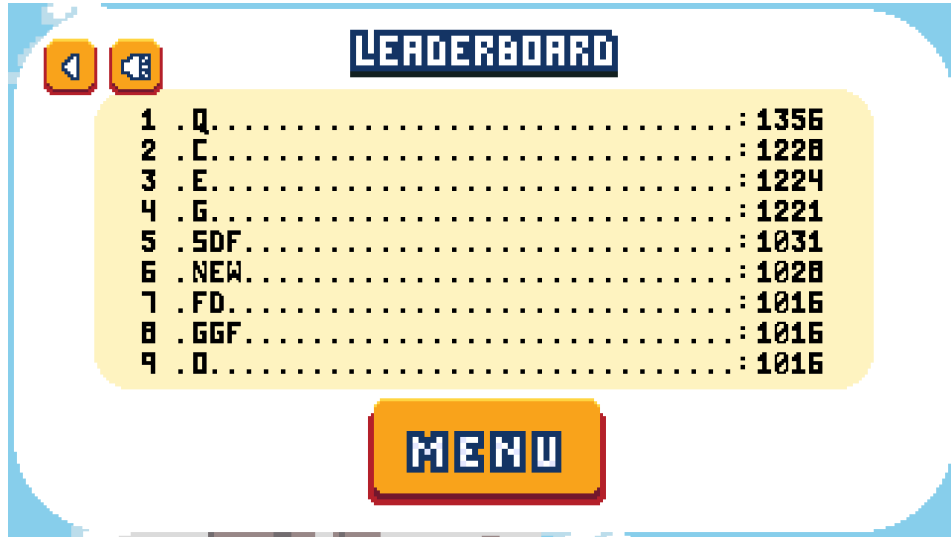 LEADERBOARD
1 .Q...............................:1356
2 .C...............................:1228
3 .E...............................:1224
4 .G...............................:1221
5 .SDF.............................:1031
6 .NEW.............................:1028
7 .FD..............................:1016
8 .GGF.............................:1016
9 .O...............................:1016
MENU